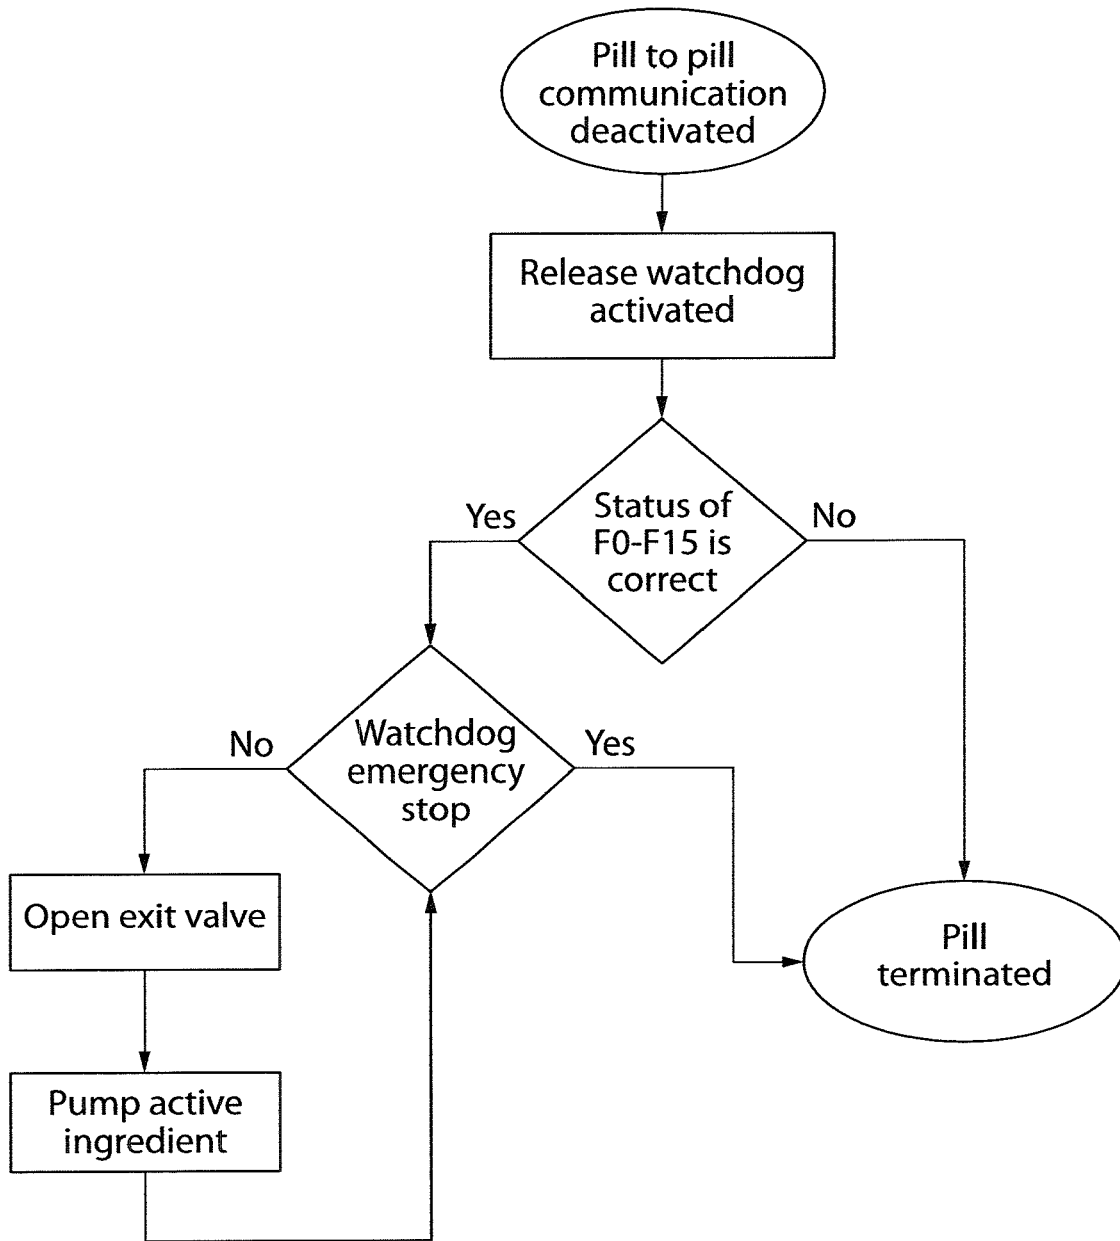 Pill to pill
communication
deactivated
Release watchdog
activated
Yes
Status of
F0-F15 is
correct
No
No
Watchdog
emergency
stop
Yes
Open exit valve
Pill
terminated
Pump active
ingredient